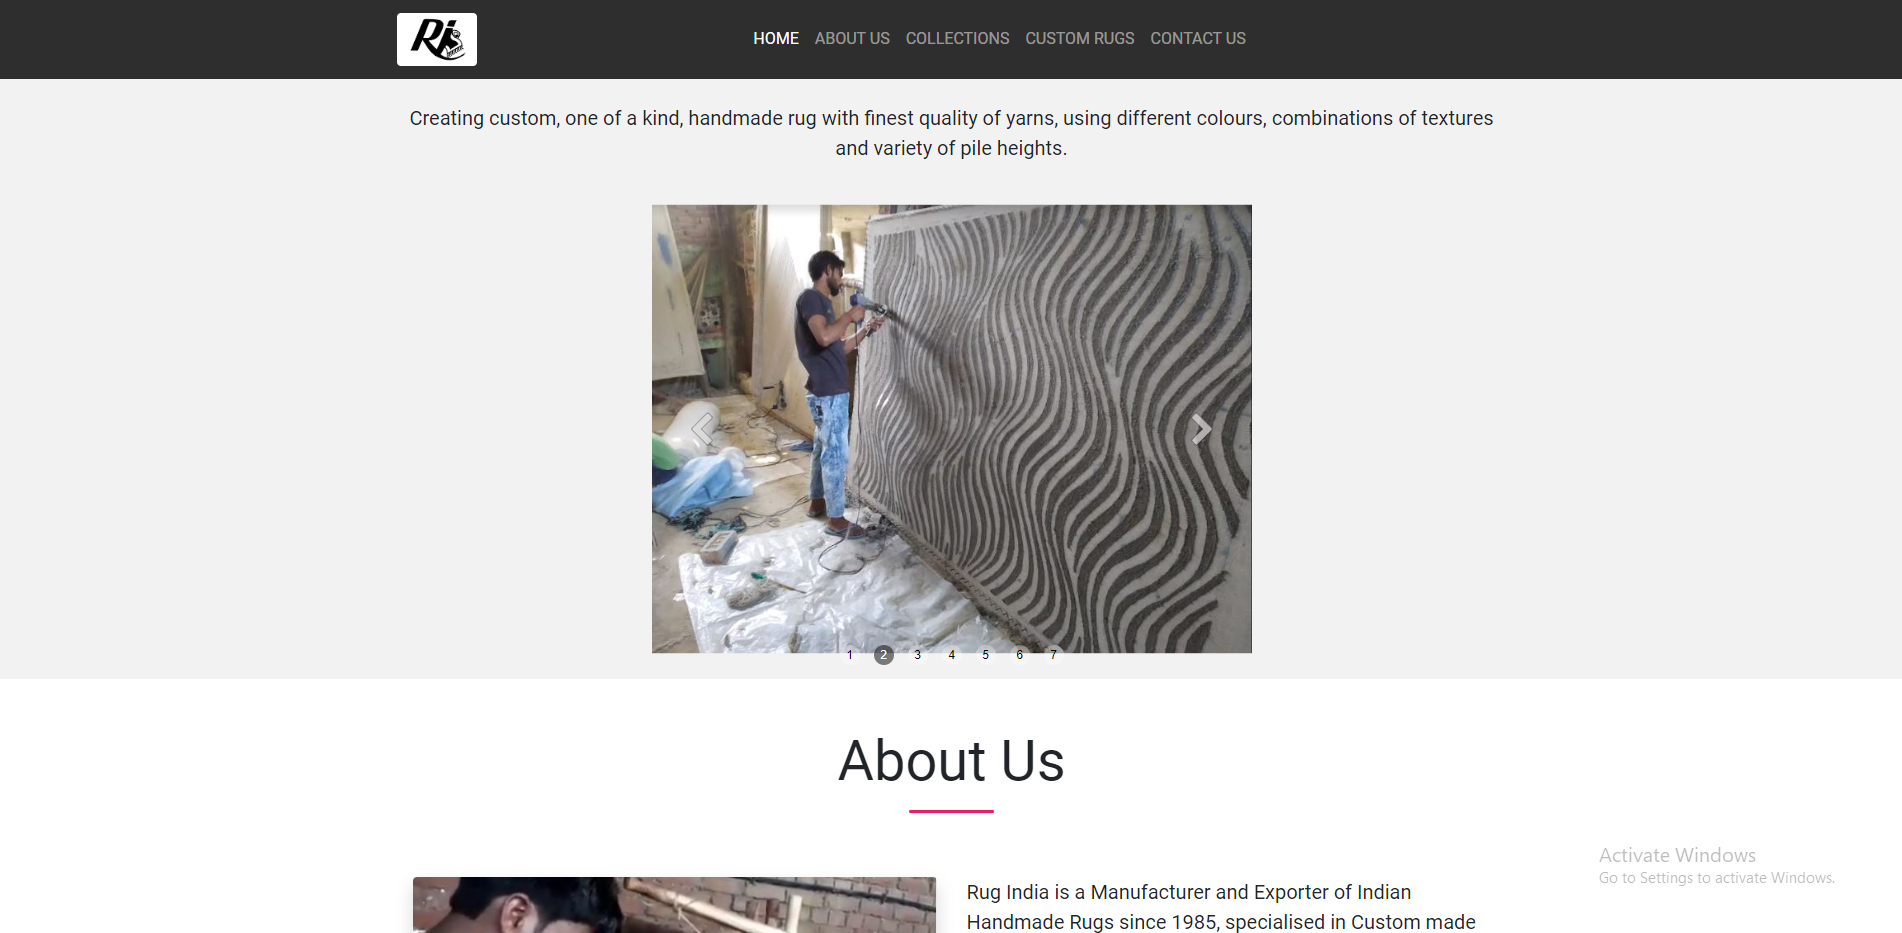 Ri
HOME ABOUT US COLLECTIONS CUSTOM RUGS CONTACT US
Creating custom, one of a kind, handmade rug with finest quality of yarns, using different colours, combinations of textures
and variety of pile heights.
1 2 3 4 5 6 7
About Us
Rug India is a Manufacturer and Exporter of Indian
Handmade Rugs since 1985, specialised in Custom made
Activate Windows
Go to Settings to activate Windows.